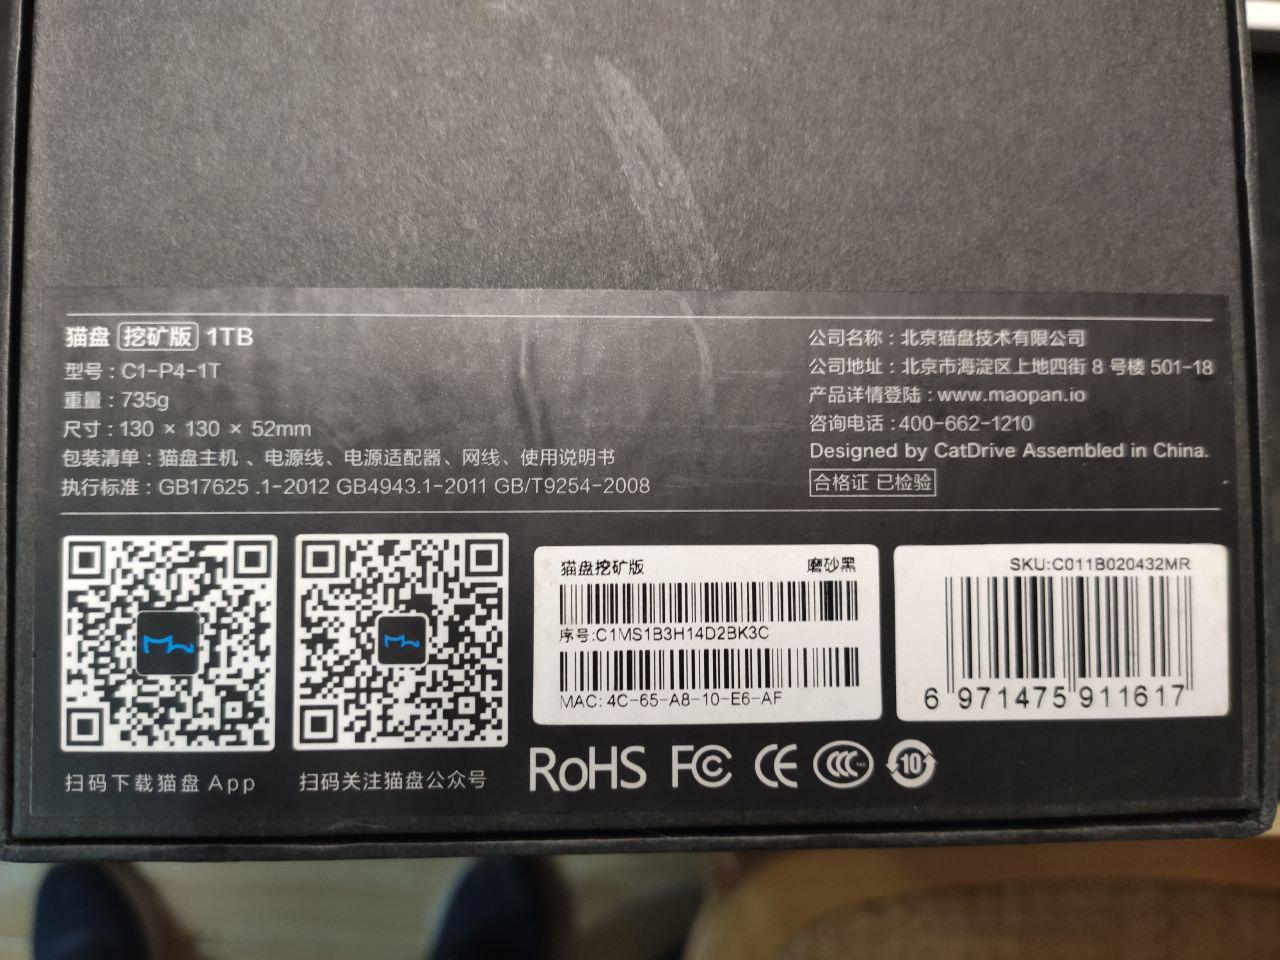 猫盘 挖矿版 1TB
型号：C1-P4-1T
重量：735g
尺寸：130 × 130 × 52mm
包装清单：猫盘主机 、电源线、电源适配器、网线、使用说明书
执行标准：GB17625 .1-2012 GB4943.1-2011 GB/T9254-2008
公司名称：北京猫盘技术有限公司
公司地址：北京市海淀区上地四街 8 号楼 501-18
产品详情登陆：www.maopan.io
咨询电话：400-662-1210
Designed by CatDrive Assembled in China.
合格证 已检验
扫码下载猫盘 App
扫码关注猫盘公众号
猫盘挖矿版 磨砂黑
序号:C1MS1B3H14D2BK3C
MAC: 4C-65-A8-10-E6-AF
SKU:C011B020432MR
6 971475 911617
RoHS FC CE CCC 10